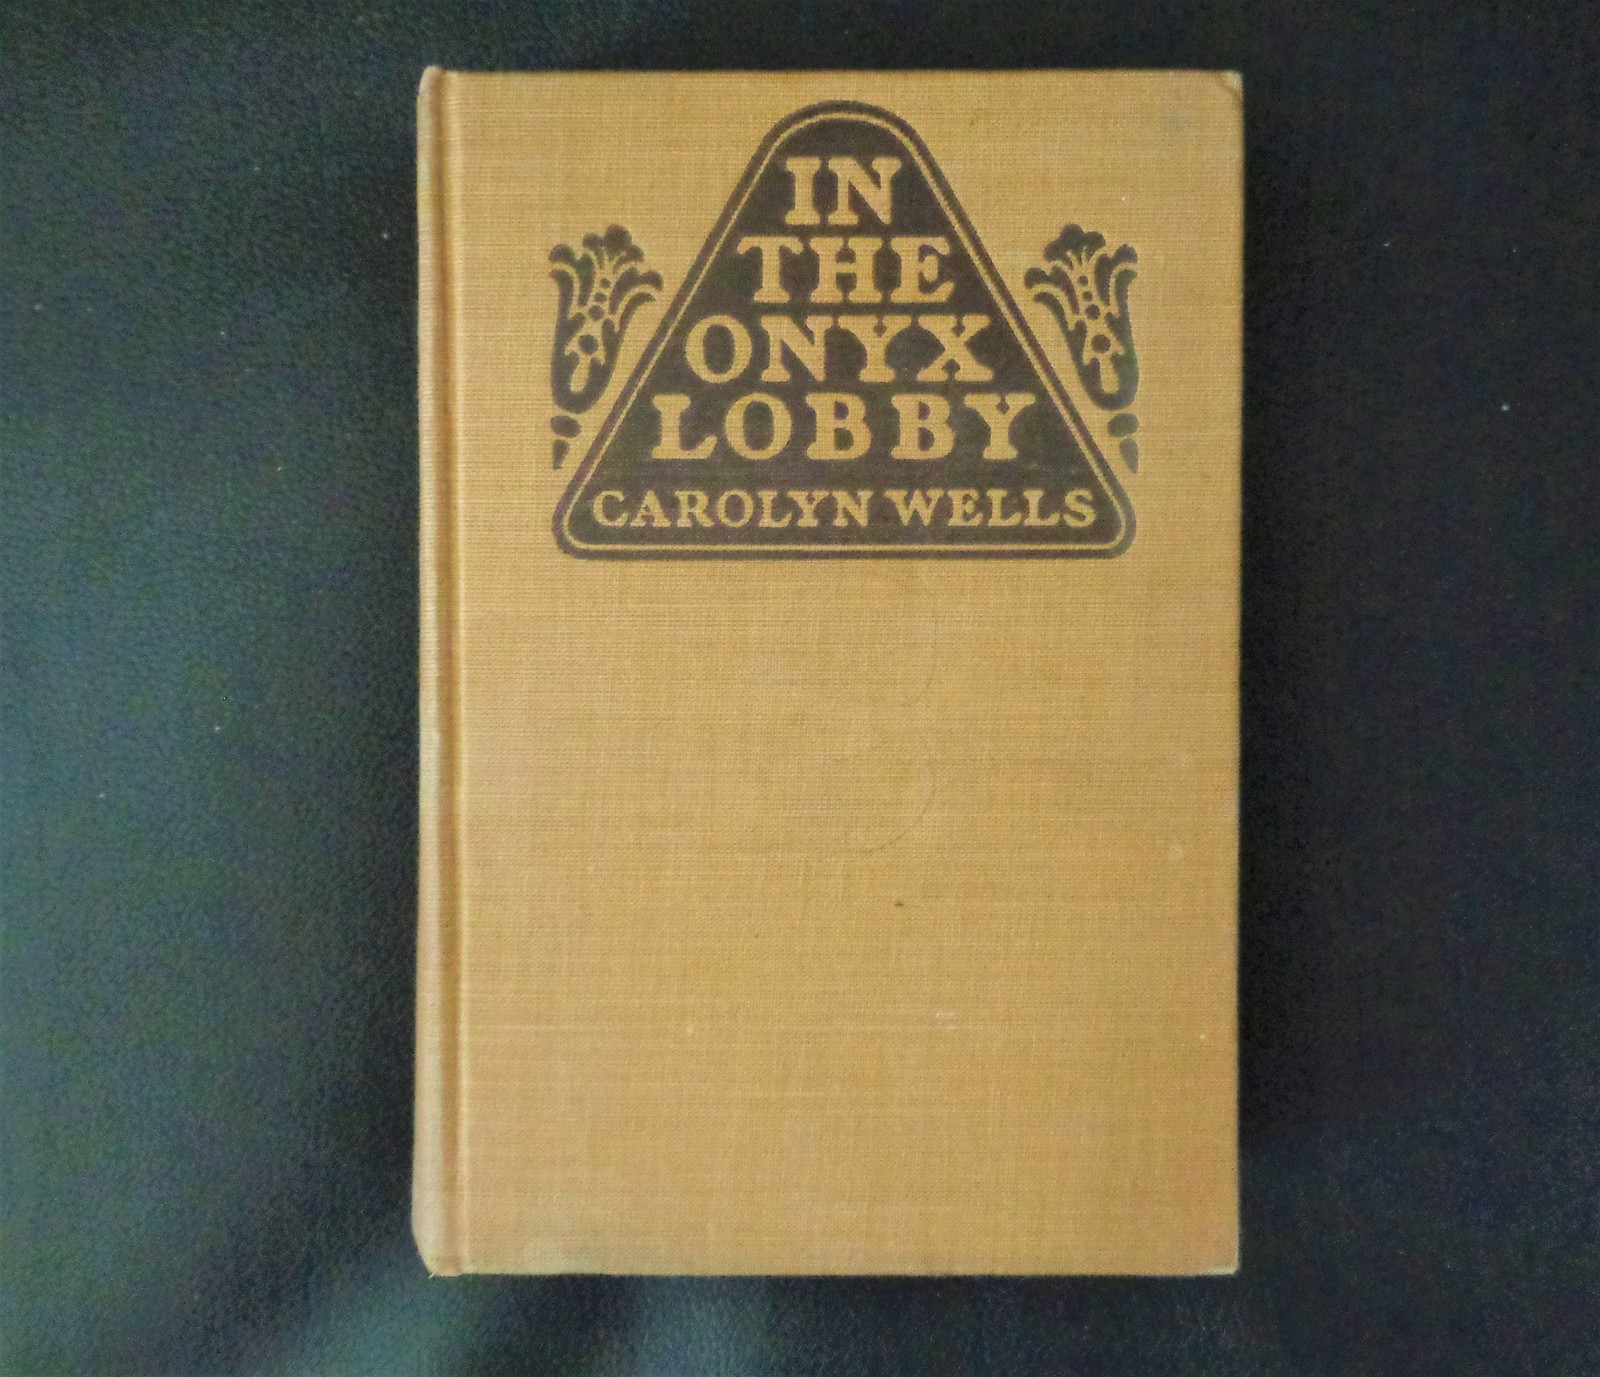 IN
THE
ONYX
LOBBY
CAROLYN WELLS